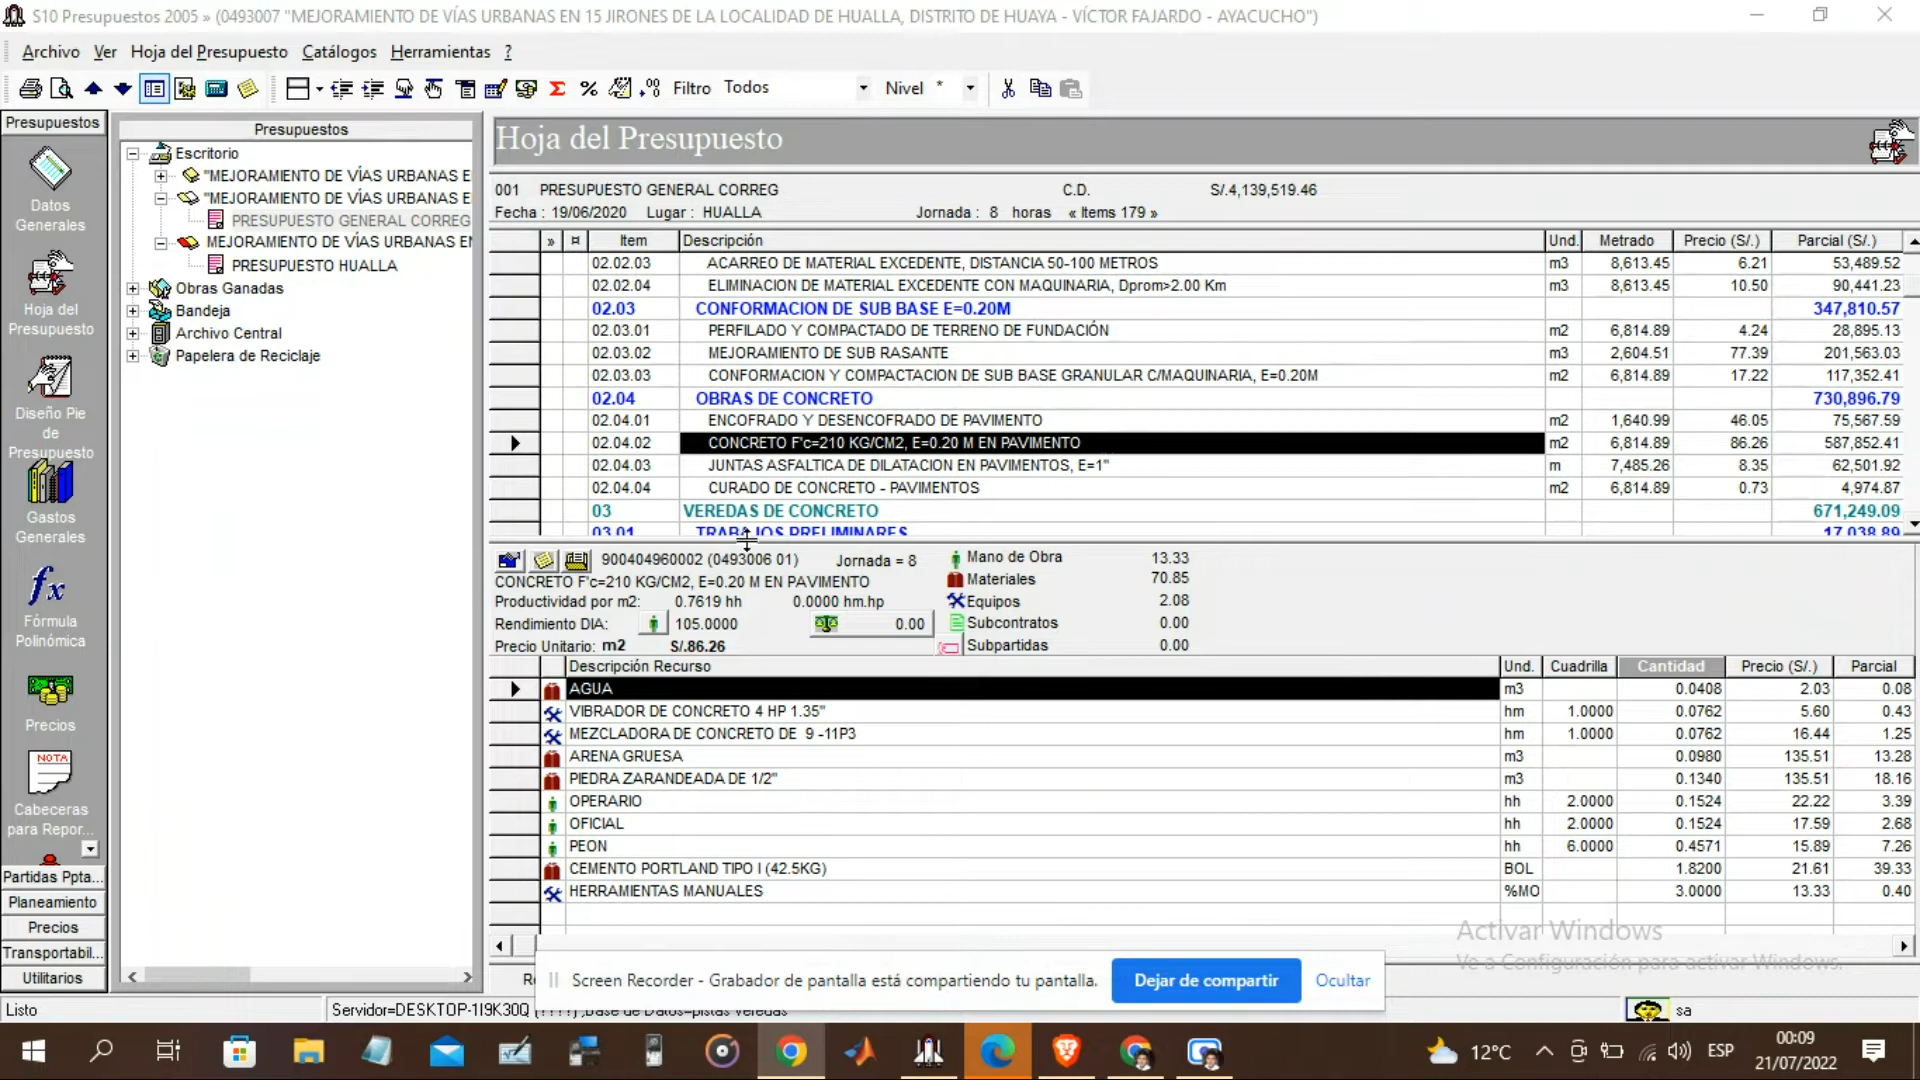 S10 Presupuestos 2005 » (0493007 "MEJORAMIENTO DE VÍAS URBANAS EN 15 JIRONES DE LA LOCALIDAD DE HUALLA, DISTRITO DE HUAYA - VÍCTOR FAJARDO - AYACUCHO")
Archivo Ver Hoja del Presupuesto Catálogos Herramientas ?
Filtro Todos Nivel *
Presupuestos
Datos Generales
Hoja del Presupuesto
Diseño Pie de Presupuesto
Gastos Generales
Fórmula Polinómica
Precios
NOTA
Cabeceras para Repor...
Partidas Ppta...
Planeamiento
Precios
Transportabil...
Utilitarios
Presupuestos
Escritorio
"MEJORAMIENTO DE VÍAS URBANAS E
"MEJORAMIENTO DE VÍAS URBANAS E
PRESUPUESTO GENERAL CORREG
MEJORAMIENTO DE VÍAS URBANAS EN
PRESUPUESTO HUALLA
Obras Ganadas
Bandeja
Archivo Central
Papelera de Reciclaje
Hoja del Presupuesto
001 PRESUPUESTO GENERAL CORREG C.D. S/.4,139,519.46
Fecha : 19/06/2020 Lugar : HUALLA Jornada : 8 horas « Items 179 »
» ¤ Item Descripción Und. Metrado Precio (S/.) Parcial (S/.)
02.02.03 ACARREO DE MATERIAL EXCEDENTE, DISTANCIA 50-100 METROS m3 8,613.45 6.21 53,489.52
02.02.04 ELIMINACION DE MATERIAL EXCEDENTE CON MAQUINARIA, Dprom>2.00 Km m3 8,613.45 10.50 90,441.23
02.03 CONFORMACION DE SUB BASE E=0.20M 347,810.57
02.03.01 PERFILADO Y COMPACTADO DE TERRENO DE FUNDACIÓN m2 6,814.89 4.24 28,895.13
02.03.02 MEJORAMIENTO DE SUB RASANTE m3 2,604.51 77.39 201,563.03
02.03.03 CONFORMACION Y COMPACTACION DE SUB BASE GRANULAR C/MAQUINARIA, E=0.20M m2 6,814.89 17.22 117,352.41
02.04 OBRAS DE CONCRETO 730,896.79
02.04.01 ENCOFRADO Y DESENCOFRADO DE PAVIMENTO m2 1,640.99 46.05 75,567.59
02.04.02 CONCRETO F'c=210 KG/CM2, E=0.20 M EN PAVIMENTO m2 6,814.89 86.26 587,852.41
02.04.03 JUNTAS ASFALTICA DE DILATACION EN PAVIMENTOS, E=1" m 7,485.26 8.35 62,501.92
02.04.04 CURADO DE CONCRETO - PAVIMENTOS m2 6,814.89 0.73 4,974.87
03 VEREDAS DE CONCRETO 671,249.09
03.01 TRABAJOS PRELIMINARES 17,038.89
900404960002 (0493006 01) Jornada = 8 Mano de Obra 13.33
CONCRETO F'c=210 KG/CM2, E=0.20 M EN PAVIMENTO Materiales 70.85
Productividad por m2: 0.7619 hh 0.0000 hm.hp Equipos 2.08
Rendimiento DIA: 105.0000 0.00 Subcontratos 0.00
Precio Unitario: m2 S/.86.26 Subpartidas 0.00
Descripción Recurso Und. Cuadrilla Cantidad Precio (S/.) Parcial
AGUA m3 0.0408 2.03 0.08
VIBRADOR DE CONCRETO 4 HP 1.35" hm 1.0000 0.0762 5.60 0.43
MEZCLADORA DE CONCRETO DE 9 -11P3 hm 1.0000 0.0762 16.44 1.25
ARENA GRUESA m3 0.0980 135.51 13.28
PIEDRA ZARANDEADA DE 1/2" m3 0.1340 135.51 18.16
OPERARIO hh 2.0000 0.1524 22.22 3.39
OFICIAL hh 2.0000 0.1524 17.59 2.68
PEON hh 6.0000 0.4571 15.89 7.26
CEMENTO PORTLAND TIPO I (42.5KG) BOL 1.8200 21.61 39.33
HERRAMIENTAS MANUALES %MO 3.0000 13.33 0.40
Activar Windows
Ve a Configuración para activar Windows.
Screen Recorder - Grabador de pantalla está compartiendo tu pantalla. Dejar de compartir Ocultar
Listo Servidor=DESKTOP-1I9K30Q sa
12°C ESP 00:09
21/07/2022